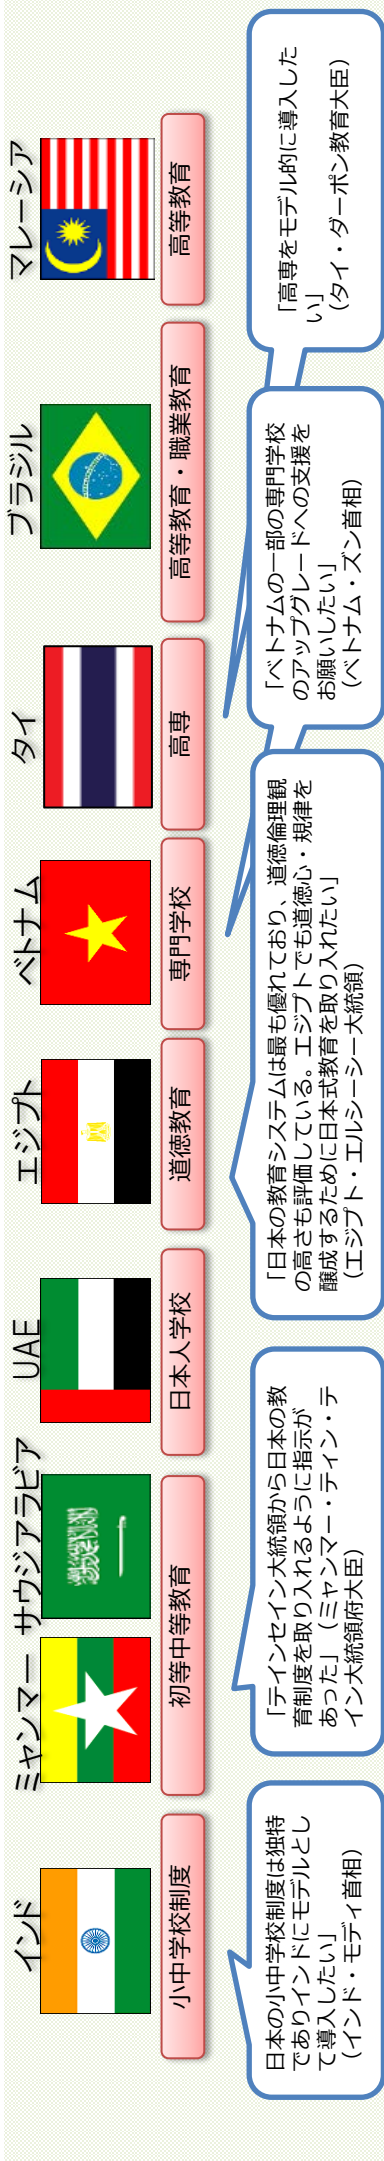 インド
ミャンマー
サウジアラビア
UAE
エジプト
ベトナム
タイ
ブラジル
マレーシア
小中学校制度
初等中等教育
日本人学校
道徳教育
専門学校
高専
高等教育・職業教育
高等教育
日本の小中学校制度は独特
でありインドにモデルとし
て導入したい」
(インド・モディ首相)
「テインセイン大統領から日本の教
育制度を取り入れるように指示が
あった」(ミャンマー・ティン・テ
イン大統領府大臣)
「日本の教育システムは最も優れており、道徳倫理観
の高さも評価している。エジプトでも道徳心・規律を
醸成するために日本式教育を取り入れたい」
(エジプト・エルシーシー大統領)
「ベトナムの一部の専門学校
のアップグレードへの支援を
お願いしたい」
(ベトナム・ズン首相)
「高専をモデル的に導入した
い」
(タイ・ダーポン教育大臣)